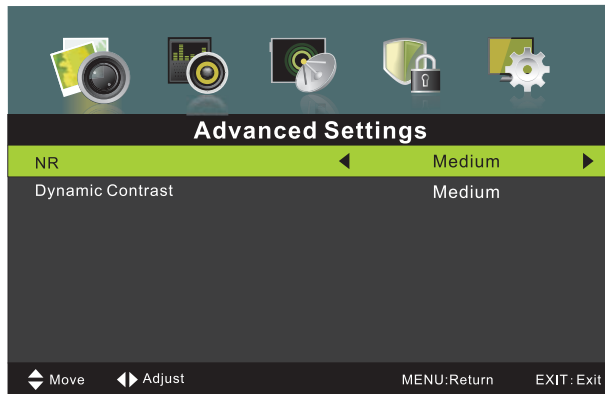 Advanced Settings
NR Medium
Dynamic Contrast Medium
Move Adjust MENU:Return EXIT:Exit